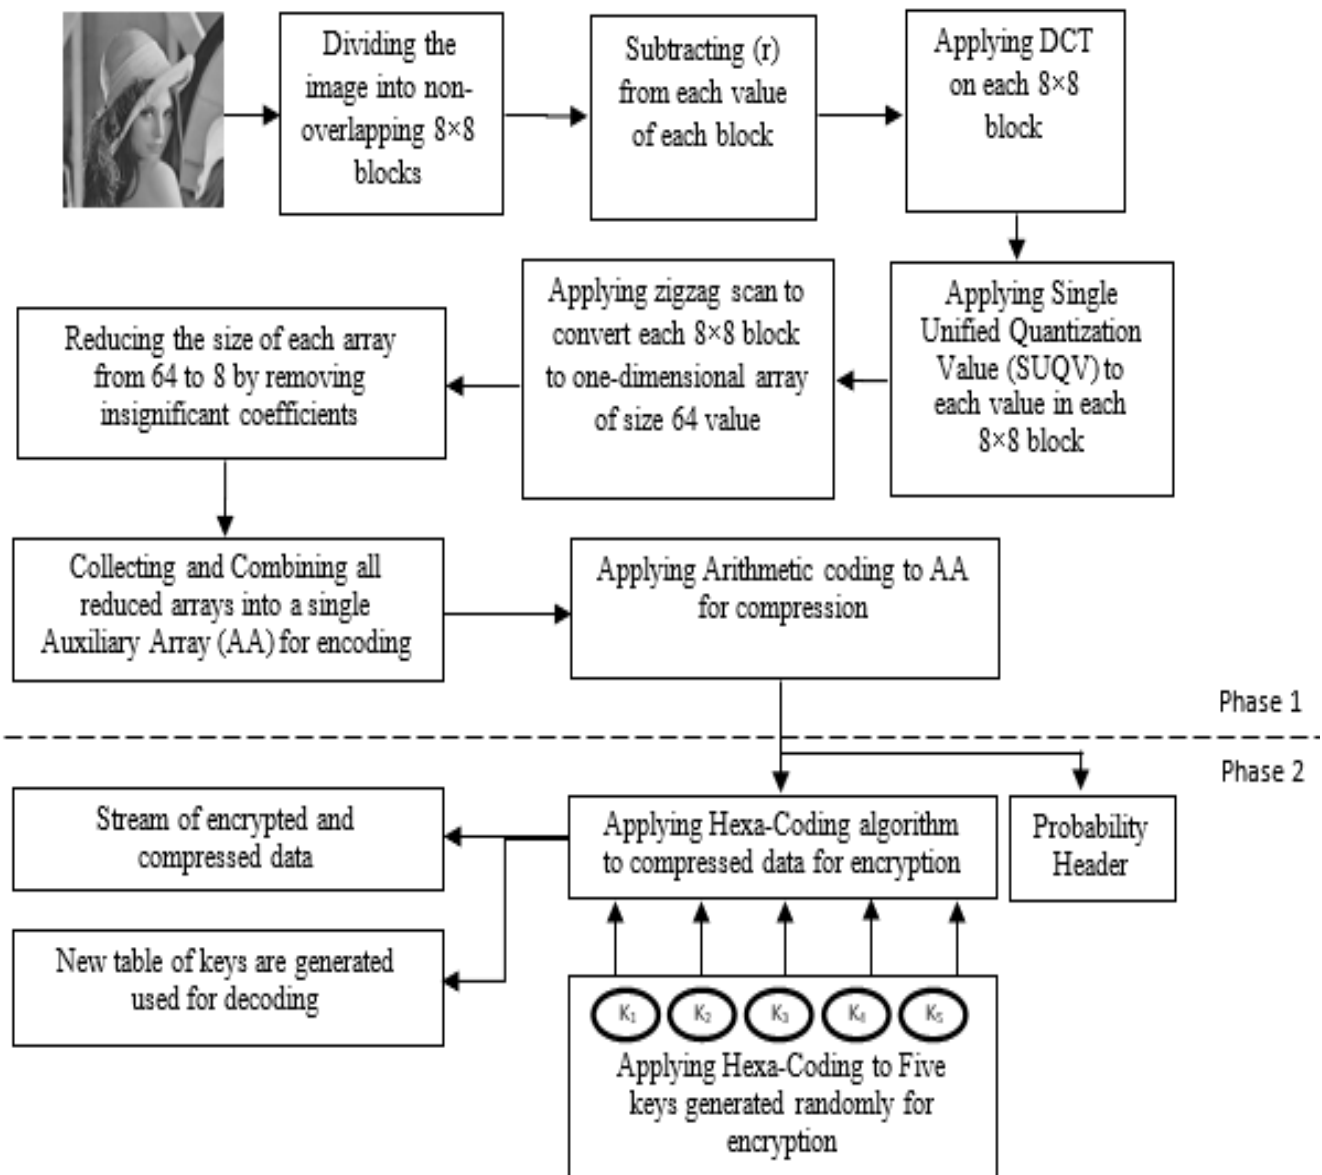 Dividing the
image into non-
overlapping 8×8
blocks
Subtracting (r)
from each value
of each block
Applying DCT
on each 8×8
block
Applying Single
Unified Quantization
Value (SUQV) to
each value in each
8×8 block
Applying zigzag scan to
convert each 8×8 block
to one-dimensional array
of size 64 value
Reducing the size of each array
from 64 to 8 by removing
insignificant coefficients
Collecting and Combining all
reduced arrays into a single
Auxiliary Array (AA) for encoding
Applying Arithmetic coding to AA
for compression
Phase 1
Phase 2
Stream of encrypted and
compressed data
Applying Hexa-Coding algorithm
to compressed data for encryption
Probability
Header
New table of keys are generated
used for decoding
K₁ K₂ K₃ K₄ K₅
Applying Hexa-Coding to Five
keys generated randomly for
encryption